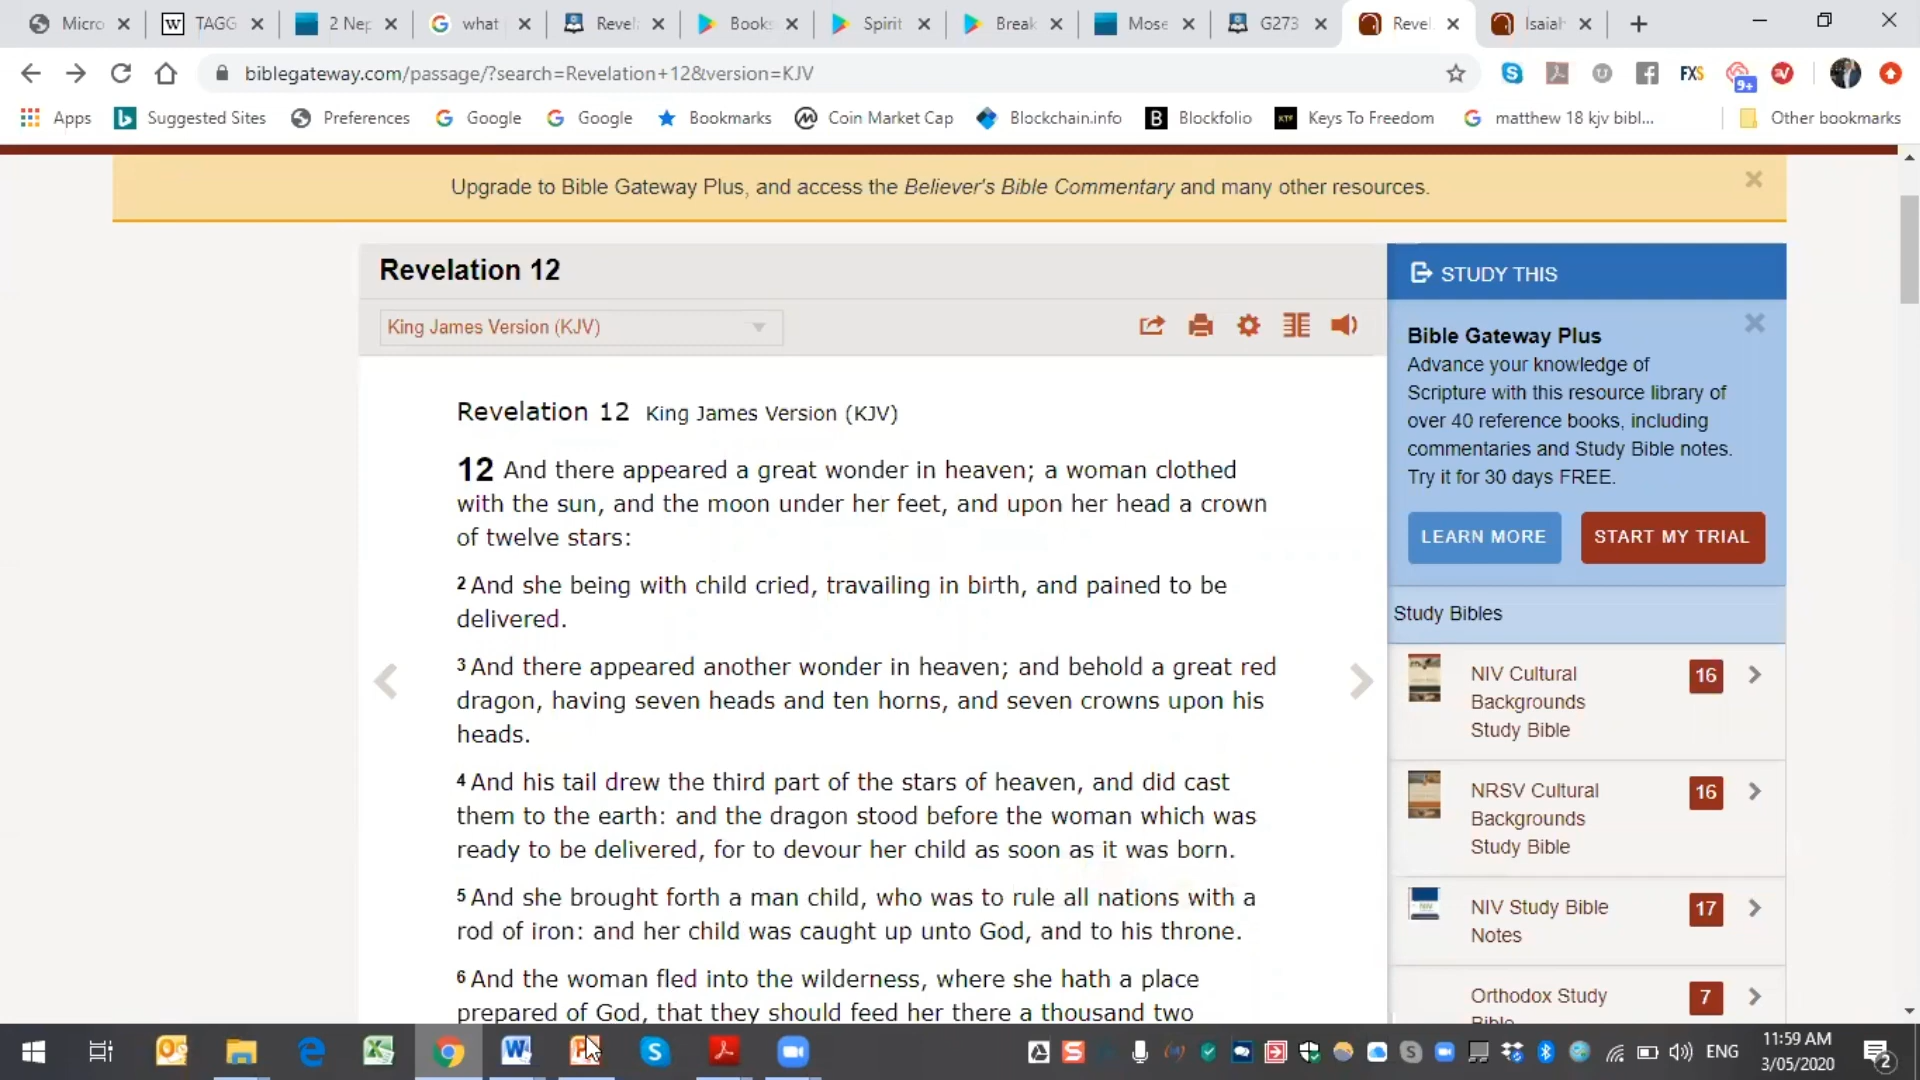 Micro
TAGG
2 Nep
what
Revel
Books
Spirit
Break
Mose
G273
Revel
Isaiah
biblegateway.com/passage/?search=Revelation+12&version=KJV
FXS
9+
Apps
Suggested Sites
Preferences
Google
Google
Bookmarks
Coin Market Cap
Blockchain.info
Blockfolio
Keys To Freedom
matthew 18 kjv bibl...
Other bookmarks
Upgrade to Bible Gateway Plus, and access the Believer's Bible Commentary and many other resources.
Revelation 12
King James Version (KJV)
Revelation 12 King James Version (KJV)
12 And there appeared a great wonder in heaven; a woman clothed
with the sun, and the moon under her feet, and upon her head a crown
of twelve stars:
2 And she being with child cried, travailing in birth, and pained to be
delivered.
3 And there appeared another wonder in heaven; and behold a great red
dragon, having seven heads and ten horns, and seven crowns upon his
heads.
4 And his tail drew the third part of the stars of heaven, and did cast
them to the earth: and the dragon stood before the woman which was
ready to be delivered, for to devour her child as soon as it was born.
5 And she brought forth a man child, who was to rule all nations with a
rod of iron: and her child was caught up unto God, and to his throne.
6 And the woman fled into the wilderness, where she hath a place
prepared of God, that they should feed her there a thousand two
STUDY THIS
Bible Gateway Plus
Advance your knowledge of
Scripture with this resource library of
over 40 reference books, including
commentaries and Study Bible notes.
Try it for 30 days FREE.
LEARN MORE
START MY TRIAL
Study Bibles
NIV Cultural
Backgrounds
Study Bible
16
NRSV Cultural
Backgrounds
Study Bible
16
NIV Study Bible
Notes
17
Orthodox Study
Bible
7
ENG
11:59 AM
3/05/2020
2